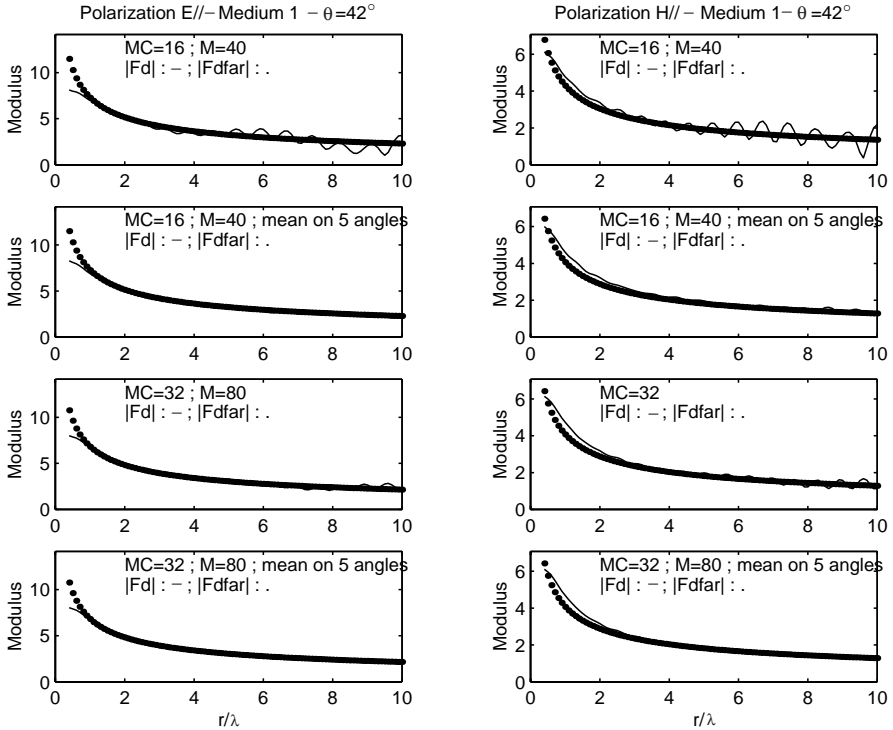 Polarization E//− Medium 1 − θ=42°
MC=16 ; M=40
|Fd| : − ; |Fdfar| : .
Modulus
10
5
0
0 2 4 6 8 10
MC=16 ; M=40 ; mean on 5 angles
|Fd| : − ; |Fdfar| : .
Modulus
10
5
0
0 2 4 6 8 10
MC=32 ; M=80
|Fd| : − ; |Fdfar| : .
Modulus
10
5
0
0 2 4 6 8 10
MC=32 ; M=80 ; mean on 5 angles
|Fd| : − ; |Fdfar| : .
Modulus
10
5
0
0 2 4 6 8 10
r/λ
Polarization H//− Medium 1− θ=42°
MC=16 ; M=40
|Fd| : − ; |Fdfar| : .
Modulus
6
4
2
0
0 2 4 6 8 10
MC=16 ; M=40 ; mean on 5 angles
|Fd| : − ; |Fdfar| : .
Modulus
6
4
2
0
0 2 4 6 8 10
MC=32
|Fd| : − ; |Fdfar| : .
Modulus
6
4
2
0
0 2 4 6 8 10
MC=32 ; M=80 ; mean on 5 angles
|Fd| : − ; |Fdfar| : .
Modulus
6
4
2
0
0 2 4 6 8 10
r/λ